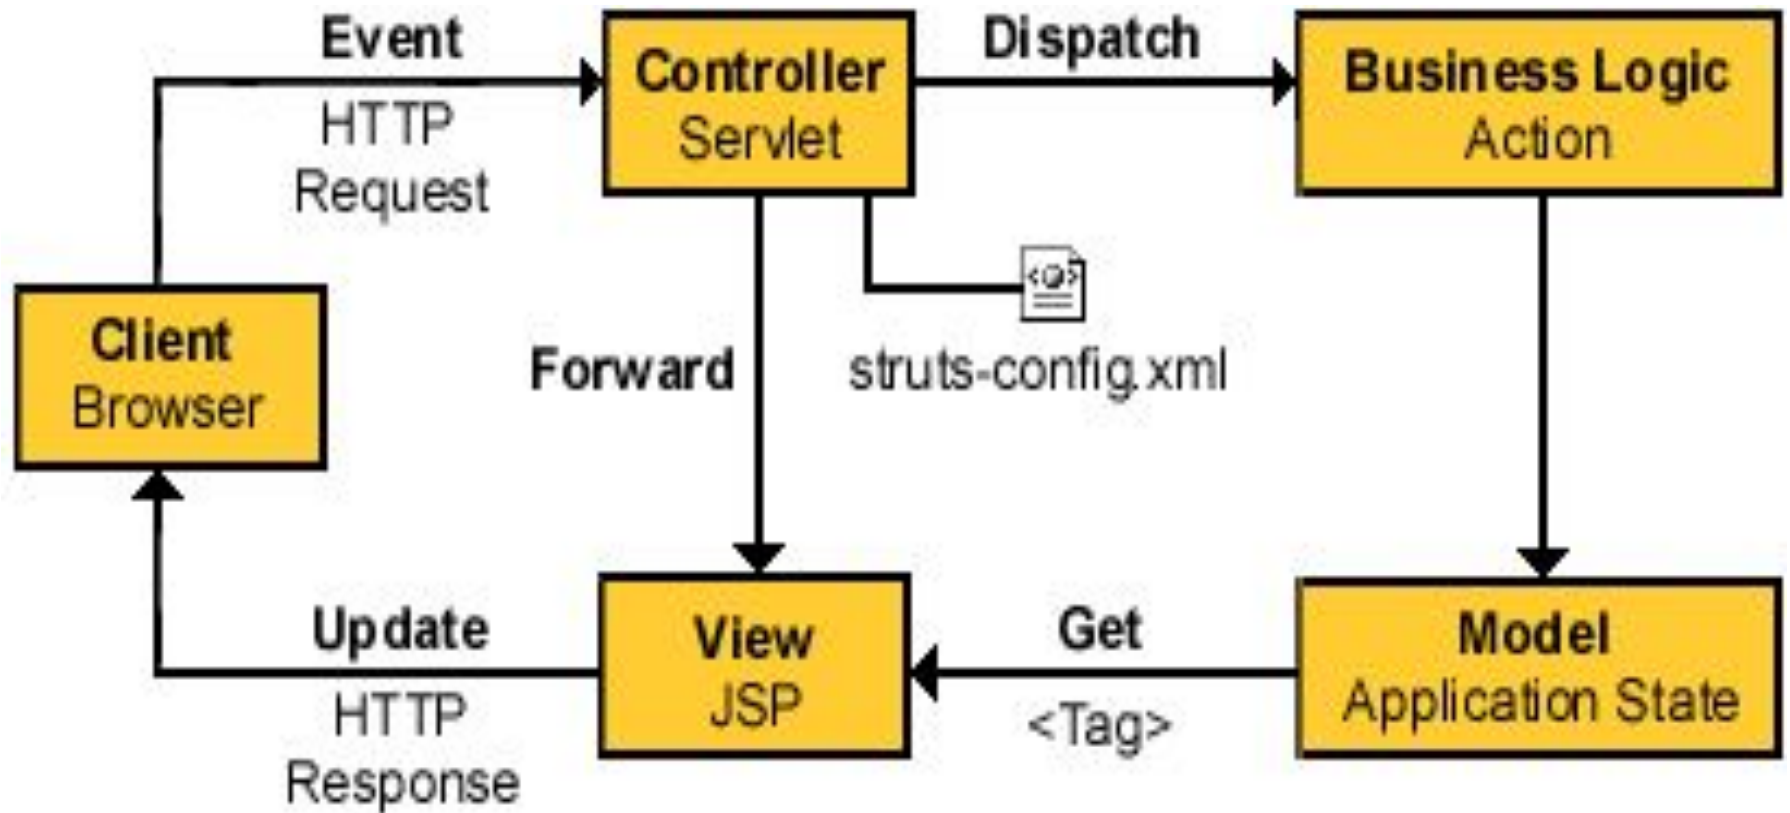 Event
HTTP
Request
Controller
Servlet
Dispatch
Business Logic
Action
Client
Browser
Forward
struts-config.xml
Update
HTTP
Response
View
JSP
Get
<Tag>
Model
Application State